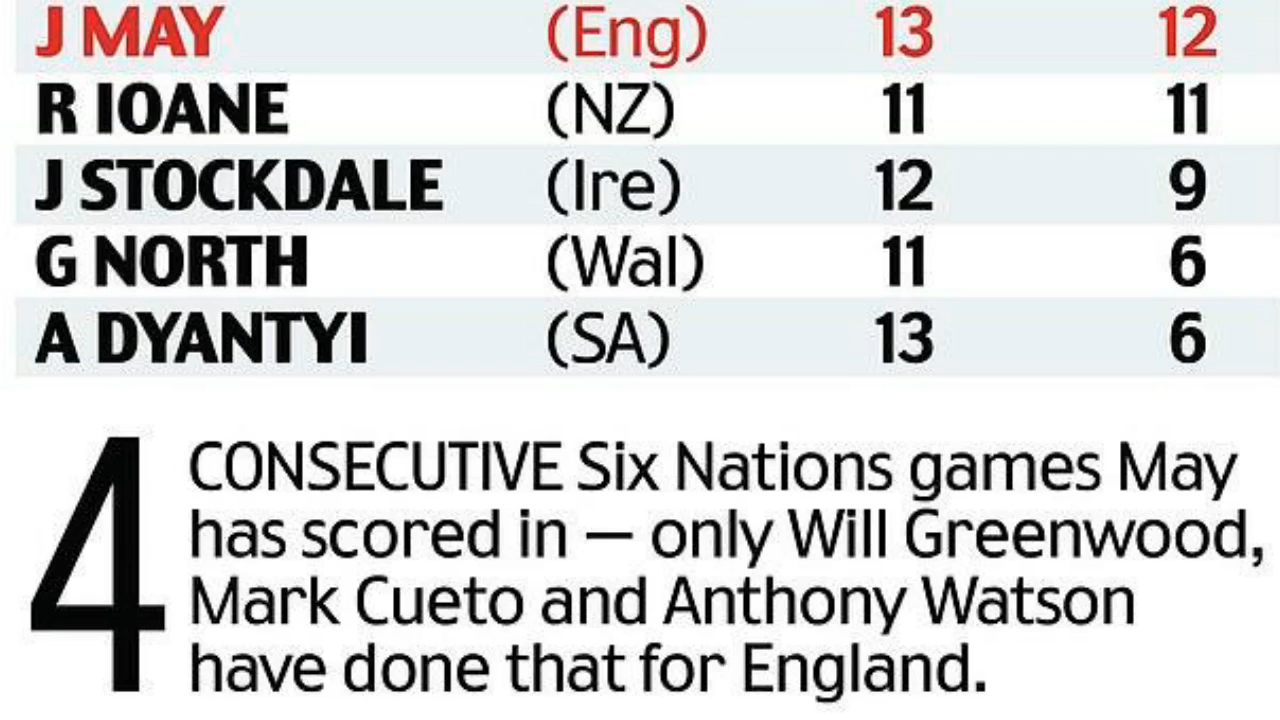 J MAY (Eng) 13 12
R IOANE (NZ) 11 11
J STOCKDALE (Ire) 12 9
G NORTH (Wal) 11 6
A DYANTYI (SA) 13 6
4 CONSECUTIVE Six Nations games May
has scored in — only Will Greenwood,
Mark Cueto and Anthony Watson
have done that for England.